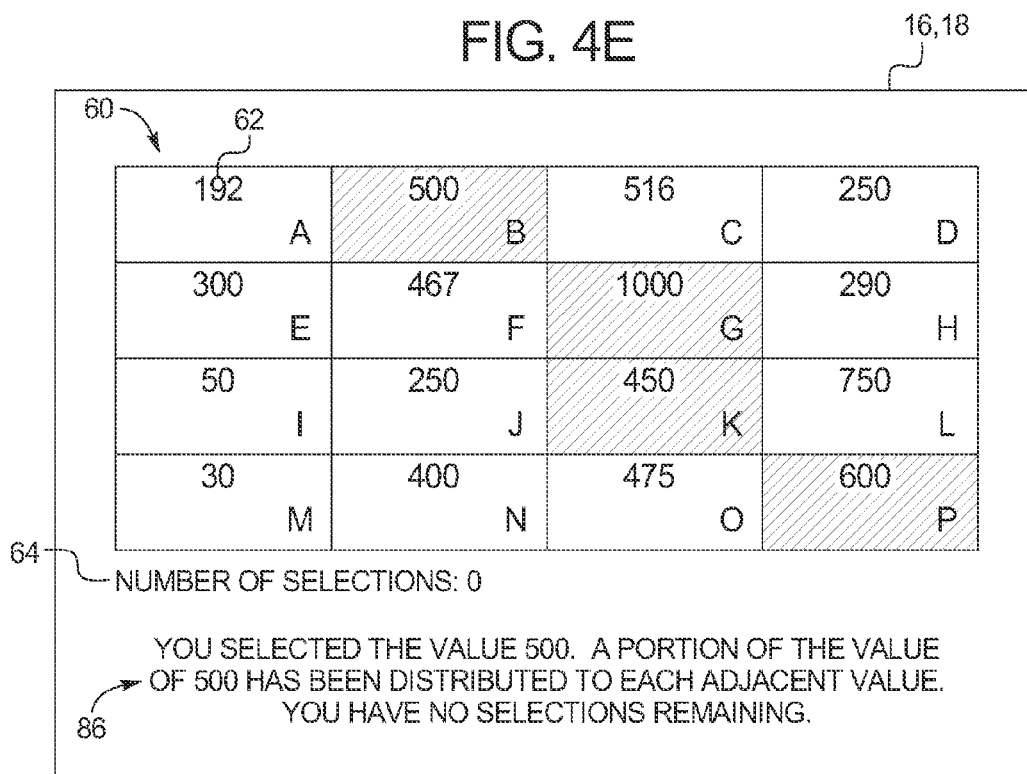 FIG. 4E
16,18
60
62
192 500 516 250
A B C D
300 467 1000 290
E F G H
50 250 450 750
I J K L
30 400 475 600
M N O P
64
NUMBER OF SELECTIONS: 0
YOU SELECTED THE VALUE 500. A PORTION OF THE VALUE
OF 500 HAS BEEN DISTRIBUTED TO EACH ADJACENT VALUE.
86
YOU HAVE NO SELECTIONS REMAINING.